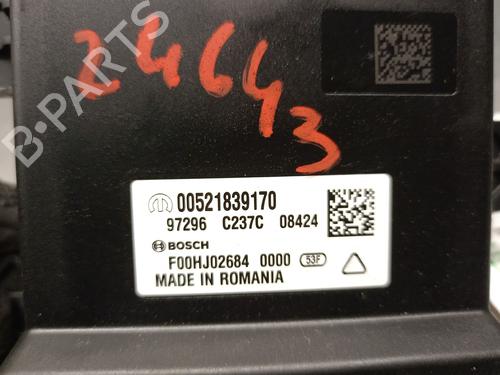 B-PARTS
24643
00521839170
97296 C237C 08424
BOSCH
F00HJ02684 0000 53F
MADE IN ROMANIA